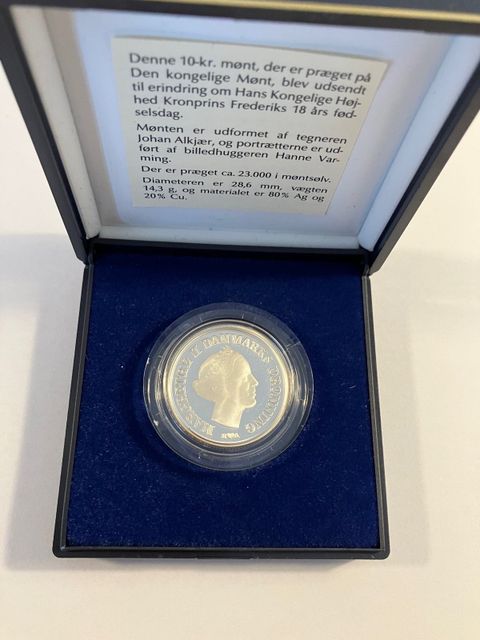 Denne 10-kr. mønt, der er præget på
Den kongelige Mønt, blev udsendt
til erindring om Hans Kongelige Høj-
hed Kronprins Frederiks 18 års fød-
selsdag.
Mønten er udformet af tegneren
Johan Alkjær, og portrætterne er ud-
ført af billedhuggeren Hanne Var-
ming.
Der er præget ca. 23.000 i møntsølv.
Diameteren er 28,6 mm, vægten
14,3 g, og materialet er 80% Ag og
20% Cu.
MARGRETHE II DANMARKS DRONNING